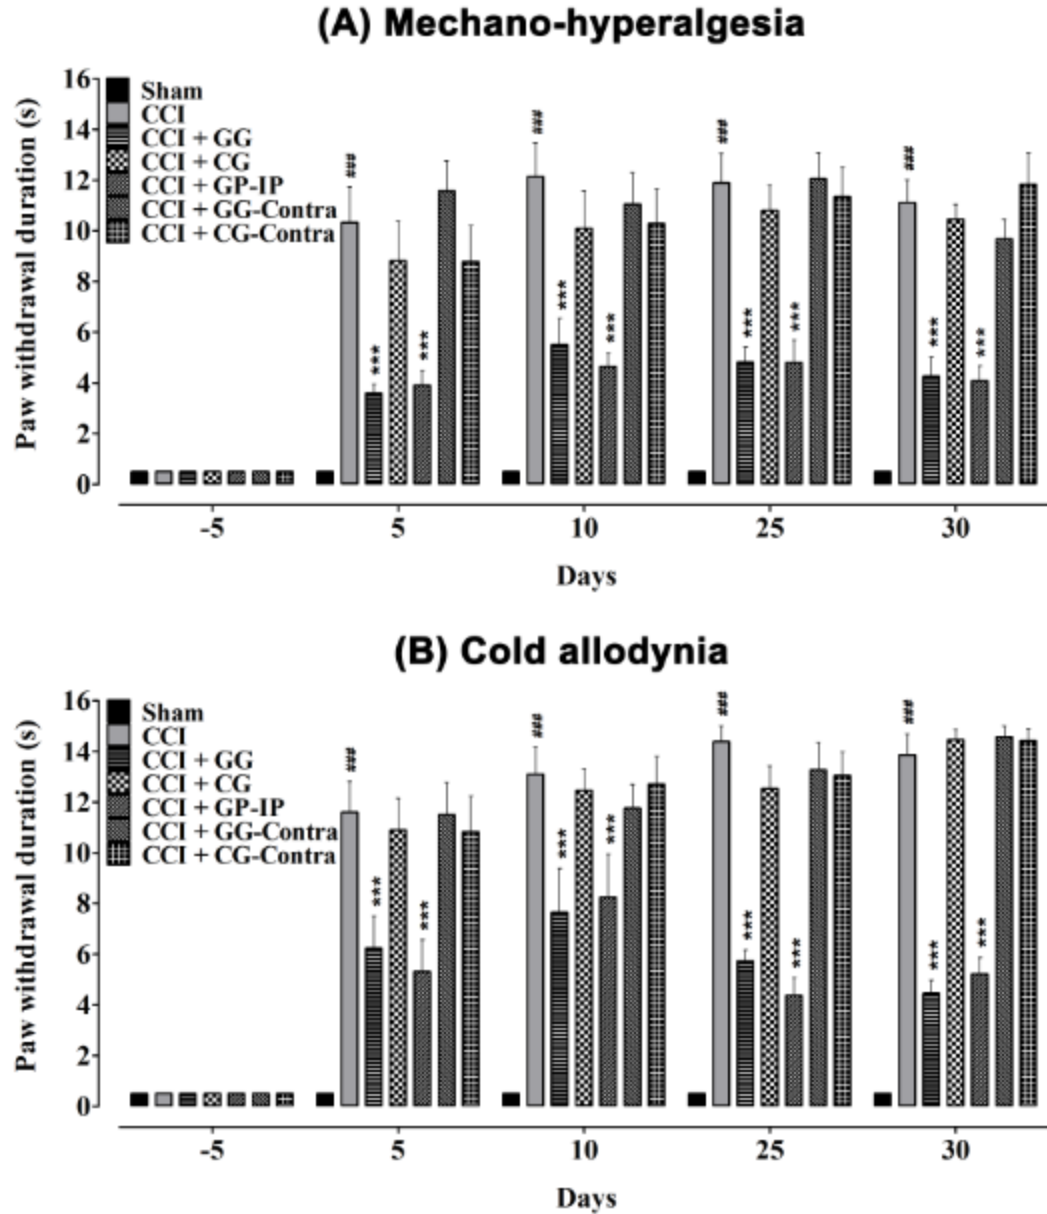 (A) Mechano-hyperalgesia
Paw withdrawal duration (s)
16
14
12
10
8
6
4
2
0
Sham
CCI
CCI + GG
CCI + CG
CCI + GP-IP
CCI + GG-Contra
CCI + CG-Contra
###
***
***
###
***
***
###
***
***
###
***
***
-5 5 10 25 30
Days
(B) Cold allodynia
Paw withdrawal duration (s)
16
14
12
10
8
6
4
2
0
Sham
CCI
CCI + GG
CCI + CG
CCI + GP-IP
CCI + GG-Contra
CCI + CG-Contra
###
***
***
###
***
***
###
***
***
###
***
***
-5 5 10 25 30
Days